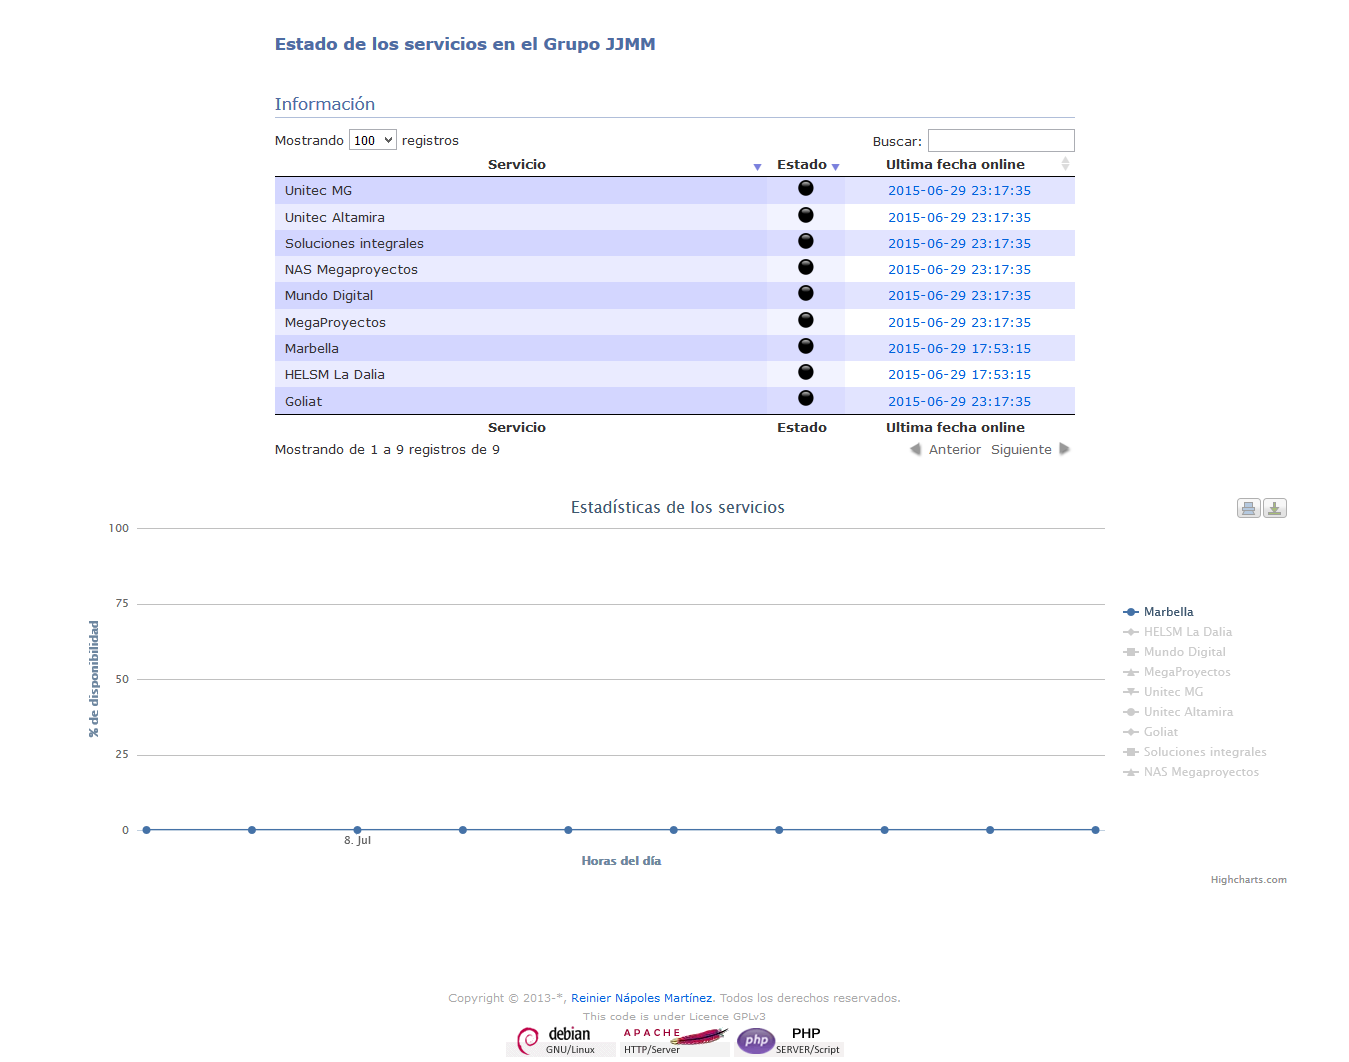 Estado de los servicios en el Grupo JJMM
Información
Mostrando 100 registros Buscar:
Servicio Estado Ultima fecha online
Unitec MG 2015-06-29 23:17:35
Unitec Altamira 2015-06-29 23:17:35
Soluciones integrales 2015-06-29 23:17:35
NAS Megaproyectos 2015-06-29 23:17:35
Mundo Digital 2015-06-29 23:17:35
MegaProyectos 2015-06-29 23:17:35
Marbella 2015-06-29 17:53:15
HELSM La Dalia 2015-06-29 17:53:15
Goliat 2015-06-29 23:17:35
Servicio Estado Ultima fecha online
Mostrando de 1 a 9 registros de 9 Anterior Siguiente
Estadísticas de los servicios
100
75
50
25
0
% de disponibilidad
8. Jul
Horas del día
Marbella
HELSM La Dalia
Mundo Digital
MegaProyectos
Unitec MG
Unitec Altamira
Goliat
Soluciones integrales
NAS Megaproyectos
Highcharts.com
Copyright © 2013-*, Reinier Nápoles Martínez. Todos los derechos reservados.
This code is under Licence GPLv3
debian GNU/Linux
APACHE HTTP/Server
php PHP SERVER/Script